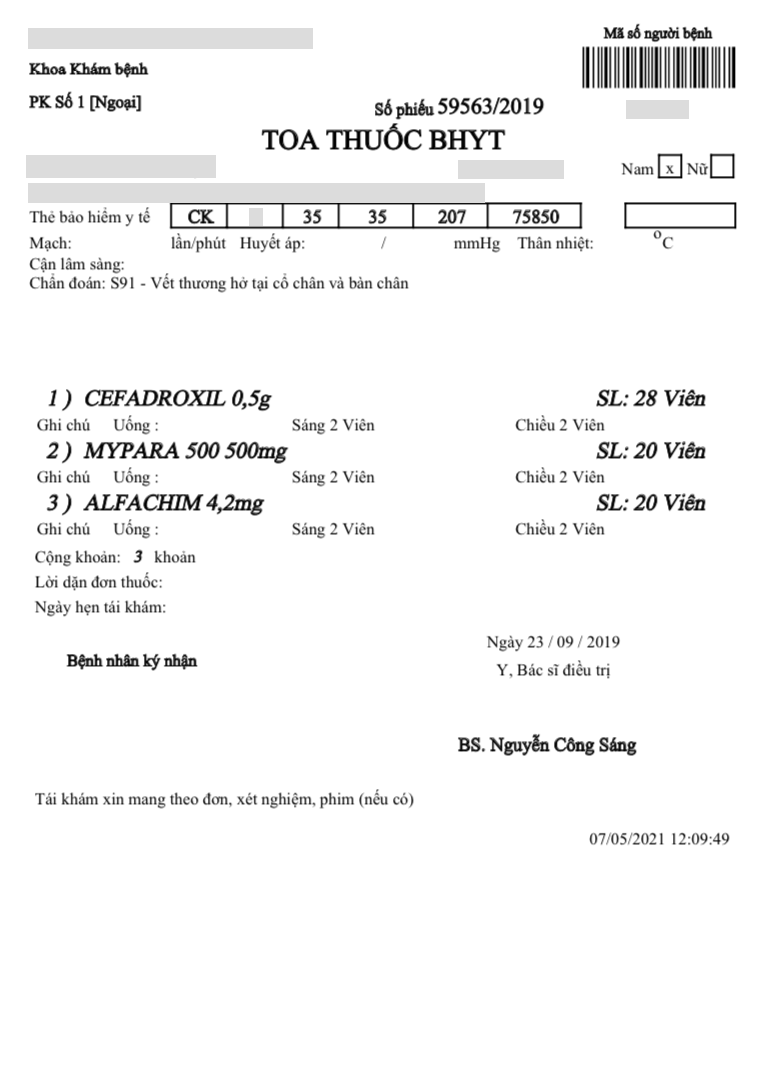 Mã số người bệnh
Khoa Khám bệnh
PK Số 1 [Ngoại]
Số phiếu 59563/2019
TOA THUỐC BHYT
Nam x Nữ
Thẻ bảo hiểm y tế CK 35 35 207 75850
Mạch: lần/phút Huyết áp: / mmHg Thân nhiệt: °C
Cận lâm sàng:
Chẩn đoán: S91 - Vết thương hở tại cổ chân và bàn chân
1 ) CEFADROXIL 0,5g SL: 28 Viên
Ghi chú Uống : Sáng 2 Viên Chiều 2 Viên
2 ) MYPARA 500 500mg SL: 20 Viên
Ghi chú Uống : Sáng 2 Viên Chiều 2 Viên
3 ) ALFACHIM 4,2mg SL: 20 Viên
Ghi chú Uống : Sáng 2 Viên Chiều 2 Viên
Cộng khoản: 3 khoản
Lời dặn đơn thuốc:
Ngày hẹn tái khám:
Ngày 23 / 09 / 2019
Bệnh nhân ký nhận
Y, Bác sĩ điều trị
BS. Nguyễn Công Sáng
Tái khám xin mang theo đơn, xét nghiệm, phim (nếu có)
07/05/2021 12:09:49